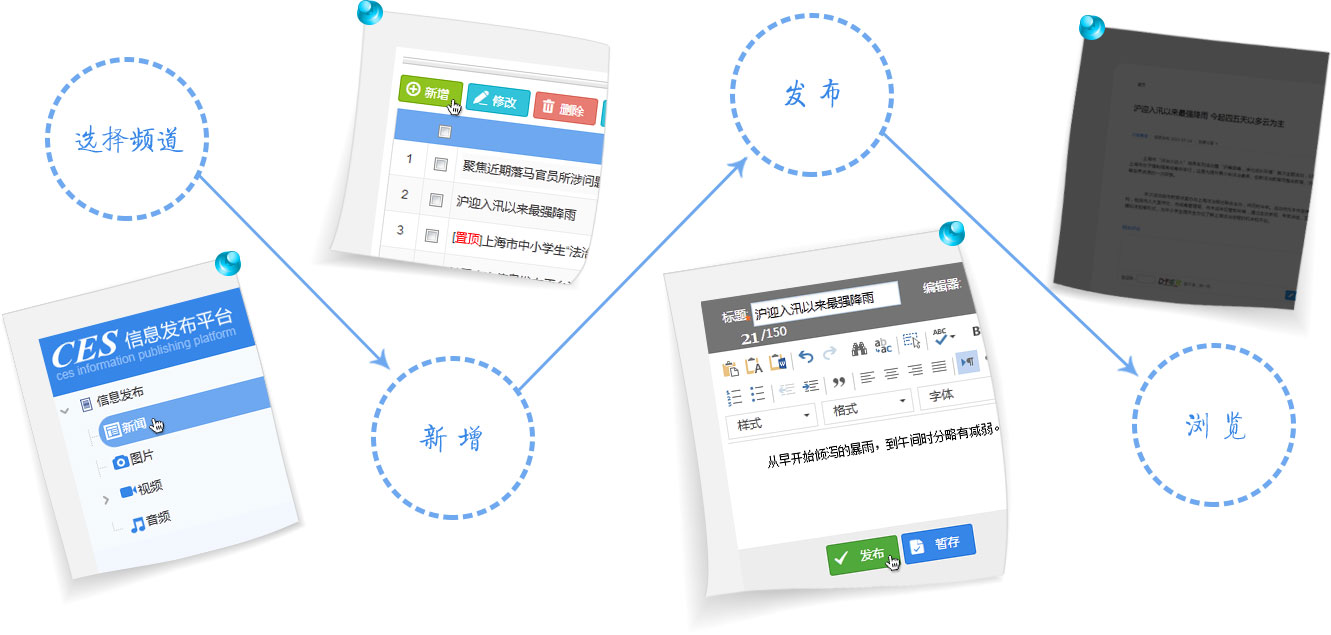 选择频道
CES 信息发布平台
ces information publishing platform
信息发布
新闻
图片
视频
音频
新增 修改 删除
1 聚焦近期落马官员所涉问题
2 沪迎入汛以来最强降雨
3 [置顶]上海市中小学生“法治
新 增
发 布
标题: 沪迎入汛以来最强降雨 编辑器:
21/150
ABC
样式 格式 字体
从早开始倾泻的暴雨，到午间时分略有减弱。
发布 暂存
沪迎入汛以来最强降雨 今起四五天以多云为主
浏 览